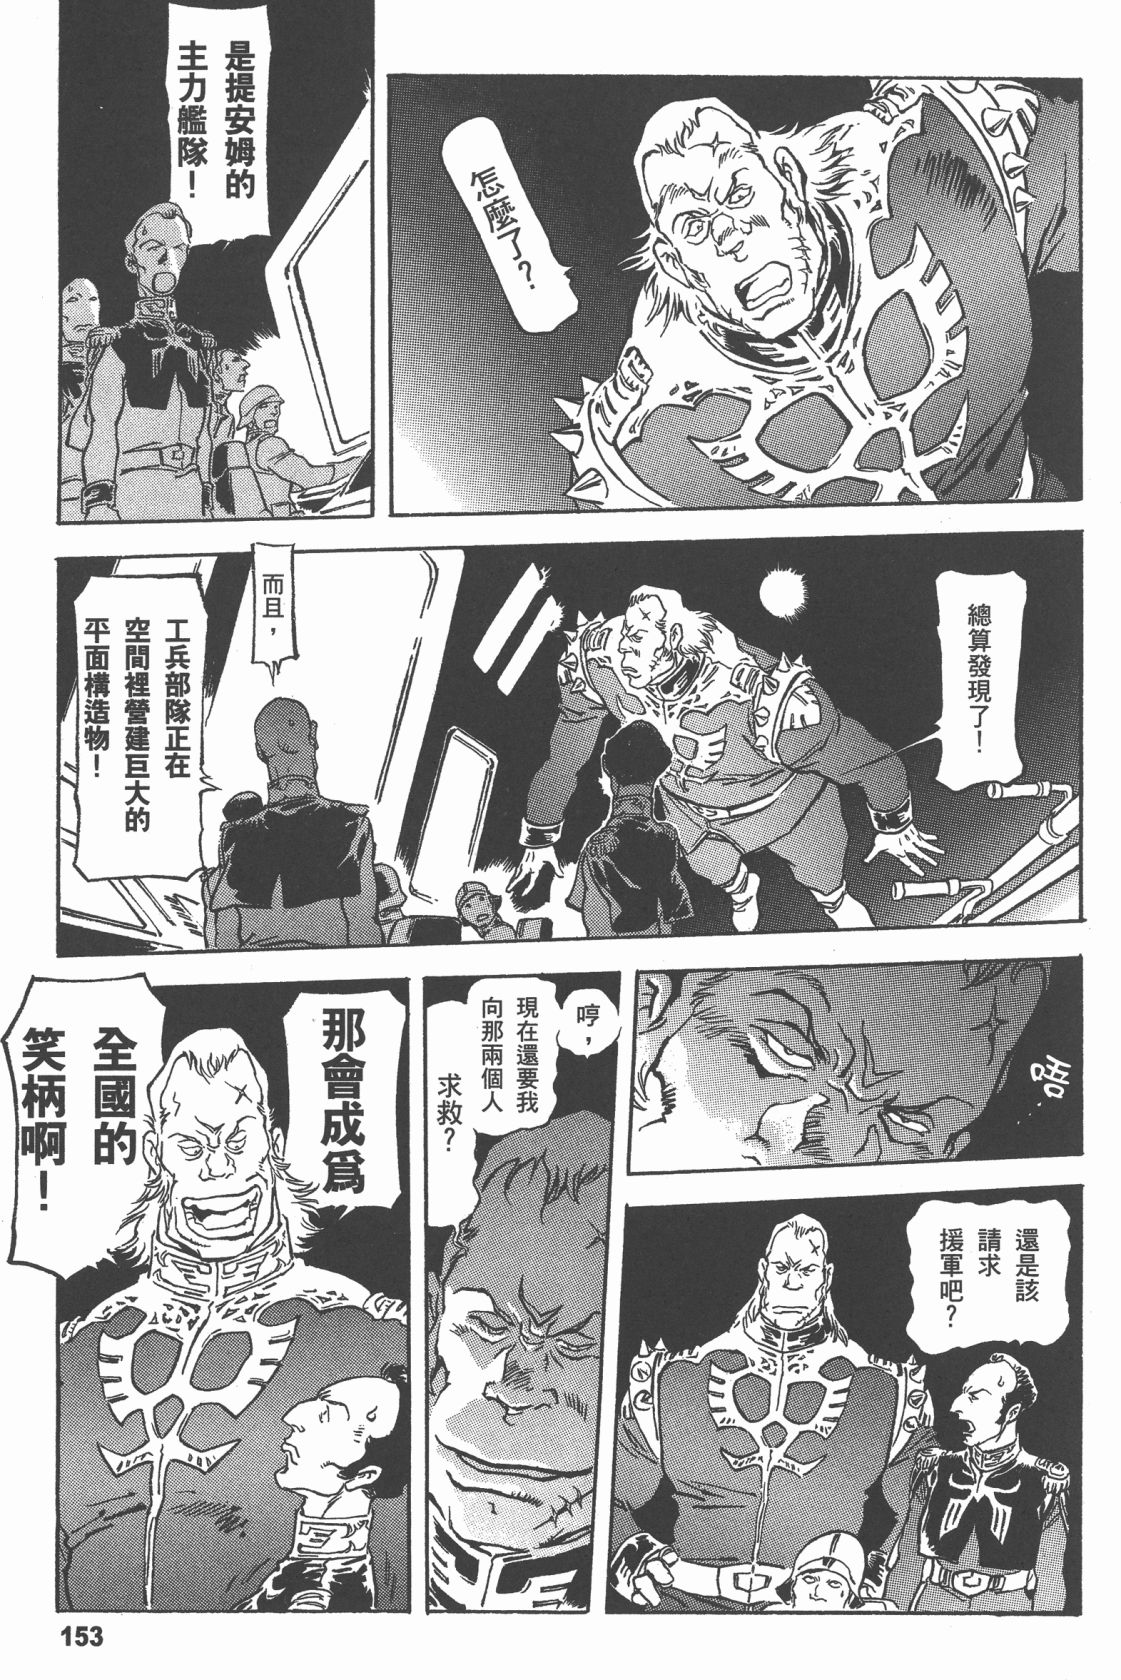 怎麼了？
是提安姆的
主力艦隊！
總算發現了！
而且，
工兵部隊正在
空間裡營建巨大的
平面構造物！
唔．
還是該
請求
援軍吧？
哼，
現在還要我
向那兩個人
求救？
那會成爲
全國的
笑柄啊！
153